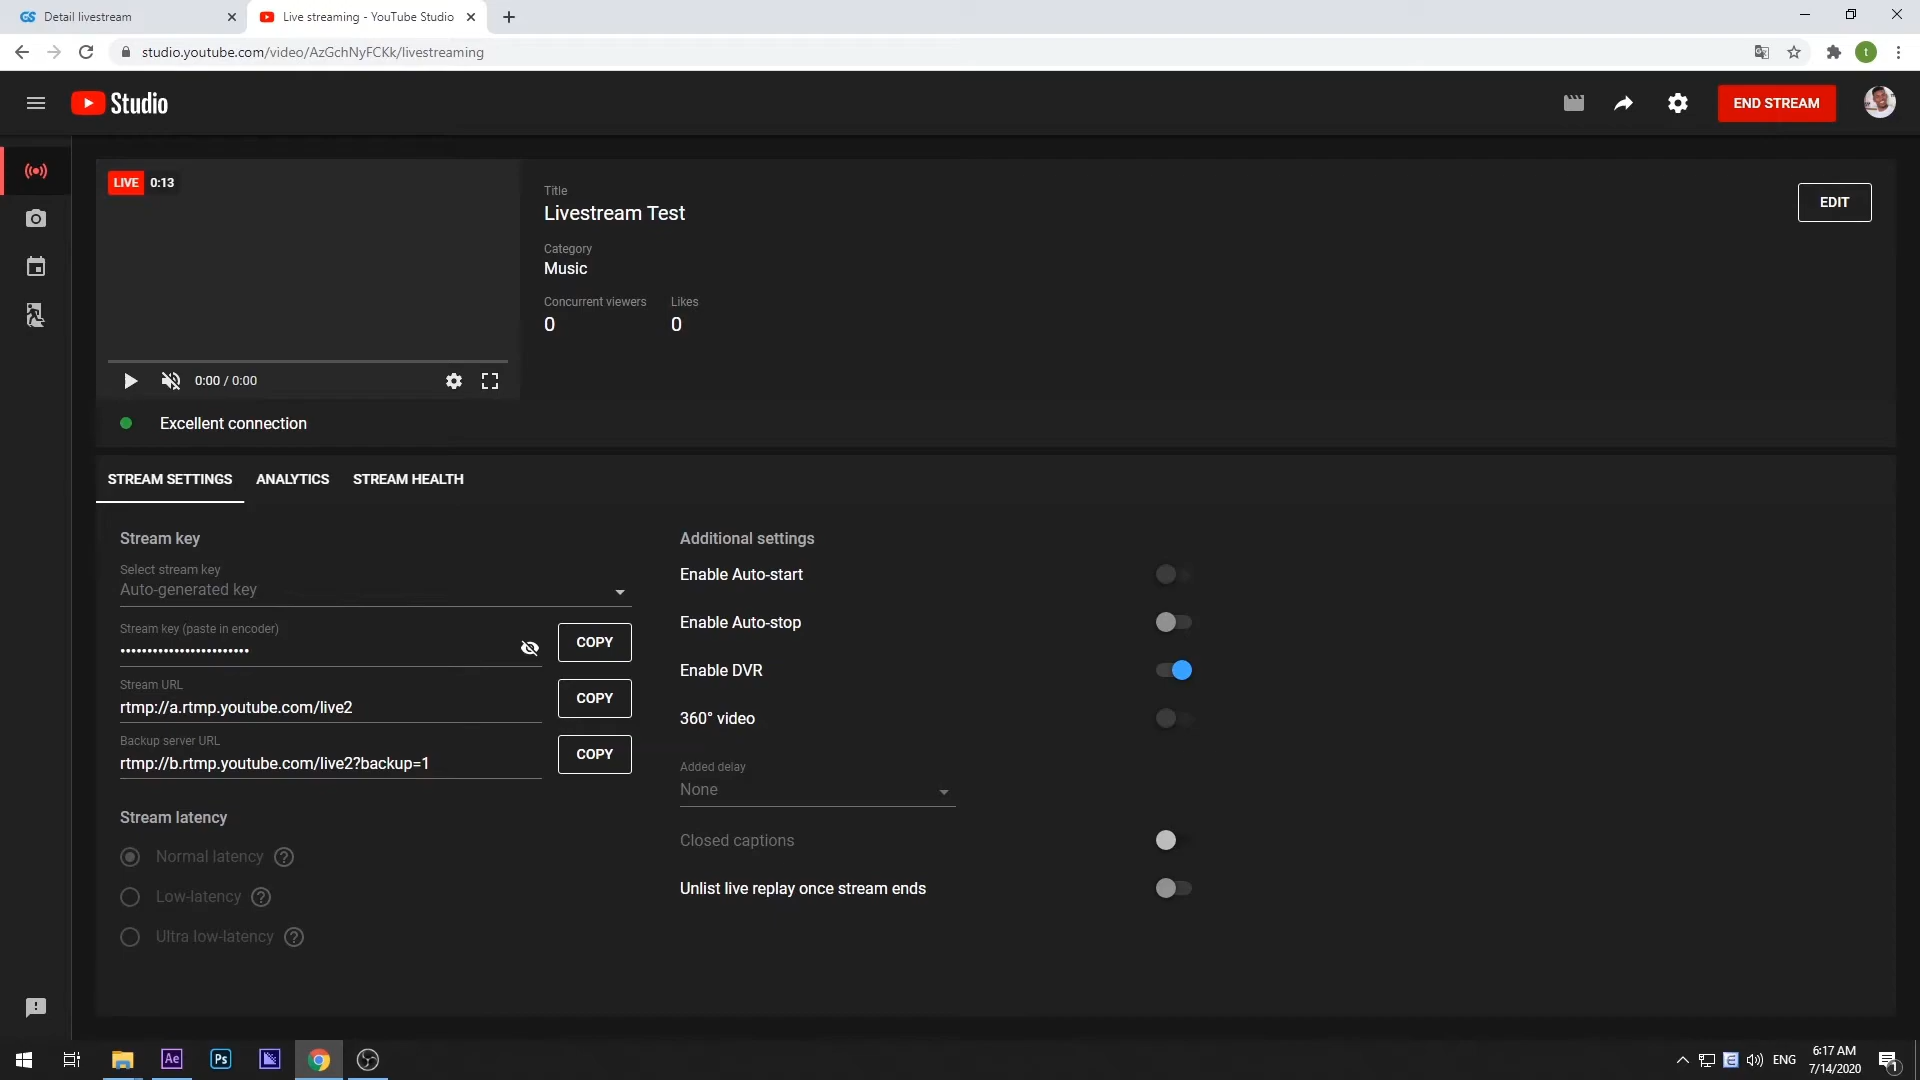 Detail livestream
Live streaming - YouTube Studio
studio.youtube.com/video/AzGchNyFCKk/livestreaming
t
Studio
END STREAM
LIVE 0:13
Title
Livestream Test
EDIT
Category
Music
Concurrent viewers Likes
0 0
0:00 / 0:00
Excellent connection
STREAM SETTINGS ANALYTICS STREAM HEALTH
Stream key
Select stream key
Auto-generated key
Stream key (paste in encoder)
••••••••••••••••••••••••
COPY
Stream URL
rtmp://a.rtmp.youtube.com/live2
COPY
Backup server URL
rtmp://b.rtmp.youtube.com/live2?backup=1
COPY
Stream latency
Normal latency ?
Low-latency ?
Ultra low-latency ?
Additional settings
Enable Auto-start
Enable Auto-stop
Enable DVR
360° video
Added delay
None
Closed captions
Unlist live replay once stream ends
Ae
Ps
E
ENG
6:17 AM
7/14/2020
1